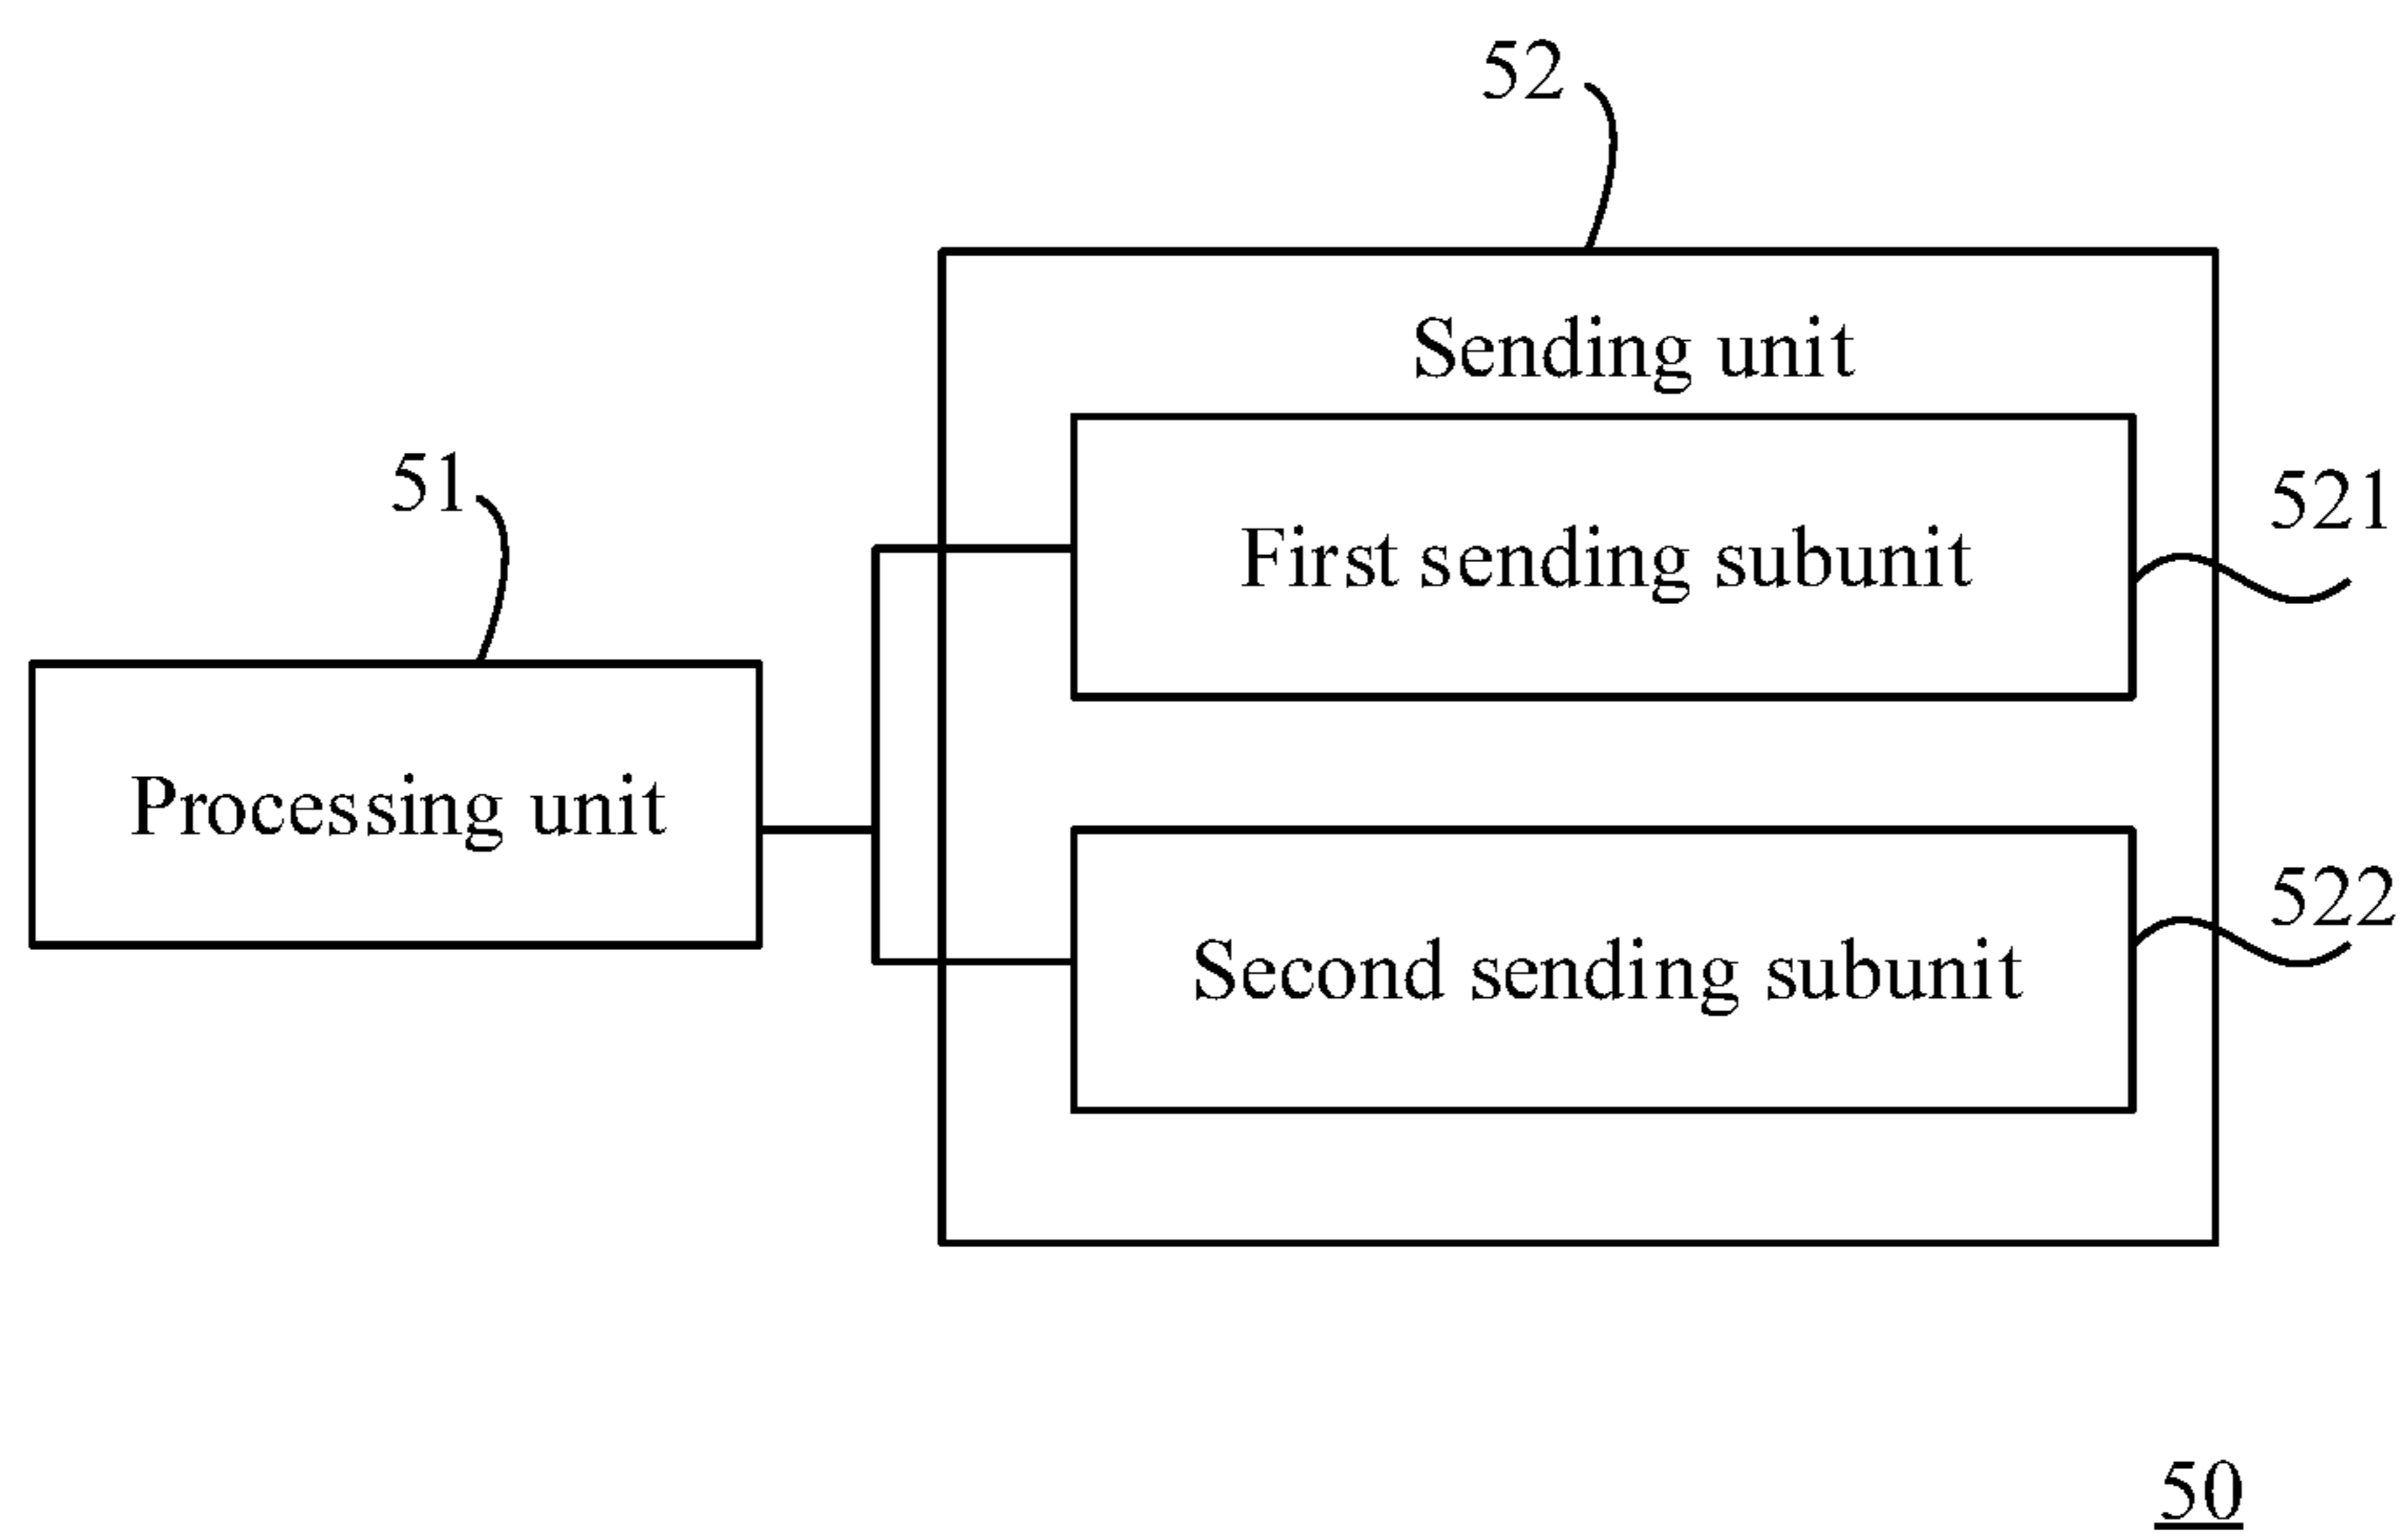 52
Sending unit
51
521
First sending subunit
Processing unit
522
Second sending subunit
50